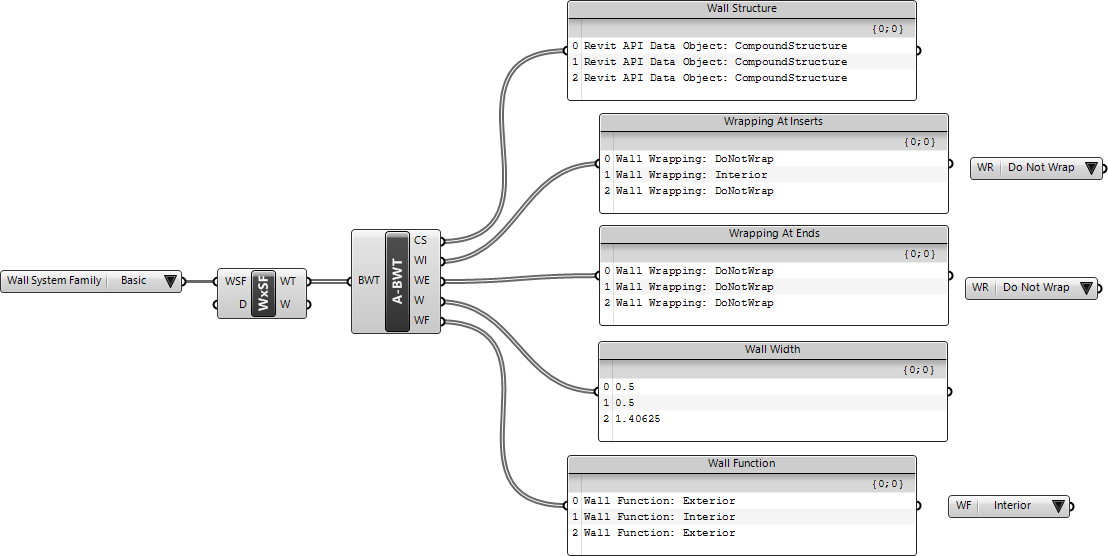 Wall System Family Basic
WSF WxSF WT
D W
BWT A-BWT CS
WI
WE
W
WF
Wall Structure
{0;0}
0 Revit API Data Object: CompoundStructure
1 Revit API Data Object: CompoundStructure
2 Revit API Data Object: CompoundStructure
Wrapping At Inserts
{0;0}
0 Wall Wrapping: DoNotWrap
1 Wall Wrapping: Interior
2 Wall Wrapping: DoNotWrap
WR Do Not Wrap
Wrapping At Ends
{0;0}
0 Wall Wrapping: DoNotWrap
1 Wall Wrapping: DoNotWrap
2 Wall Wrapping: DoNotWrap
WR Do Not Wrap
Wall Width
{0;0}
0 0.5
1 0.5
2 1.40625
Wall Function
{0;0}
0 Wall Function: Exterior
1 Wall Function: Interior
2 Wall Function: Exterior
WF Interior